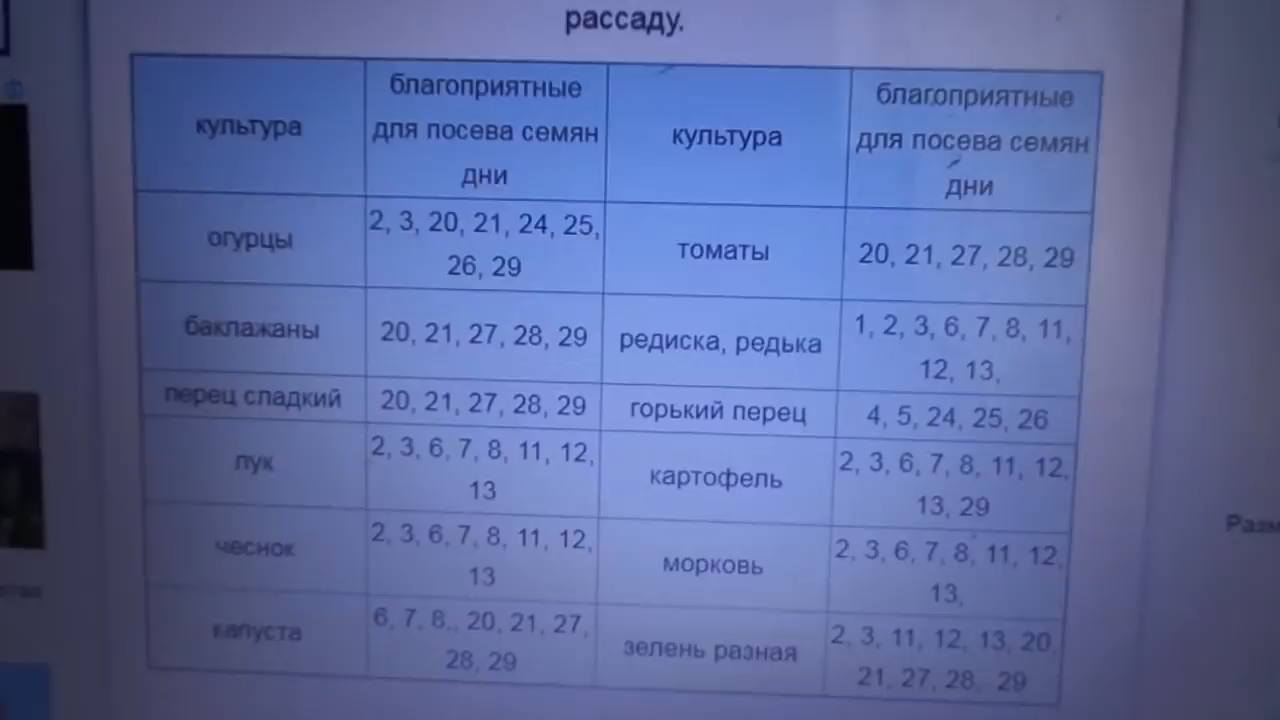 рассаду.
культура
благоприятные
для посева семян
дни
культура
благоприятные
для посева семян
дни
огурцы
2, 3, 20, 21, 24, 25,
26, 29
томаты
20, 21, 27, 28, 29
баклажаны
20, 21, 27, 28, 29
редиска, редька
1, 2, 3, 6, 7, 8, 11,
12, 13,
перец сладкий
20, 21, 27, 28, 29
горький перец
4, 5, 24, 25, 26
лук
2, 3, 6, 7, 8, 11, 12,
13
картофель
2, 3, 6, 7, 8, 11, 12,
13, 29
чеснок
2, 3, 6, 7, 8, 11, 12,
13
морковь
2, 3, 6, 7, 8, 11, 12,
13,
капуста
6, 7, 8,, 20, 21, 27,
28, 29
зелень разная
2, 3, 11, 12, 13, 20,
21, 27, 28, 29